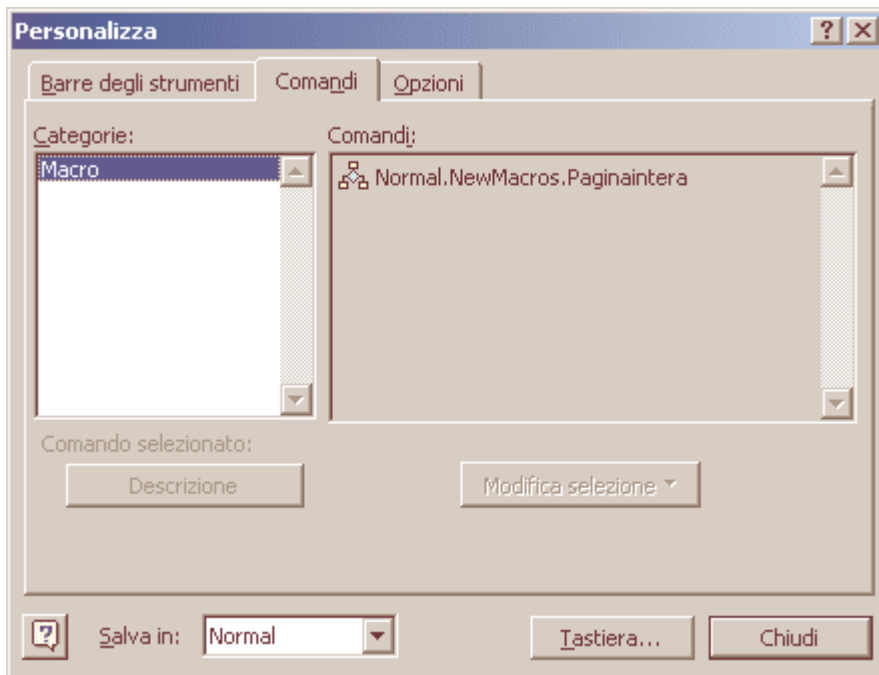 Personalizza
Barre degli strumenti Comandi Opzioni
Categorie: Comandi:
Macro Normal.NewMacros.Paginaintera
Comando selezionato:
Descrizione Modifica selezione
Salva in: Normal Tastiera... Chiudi